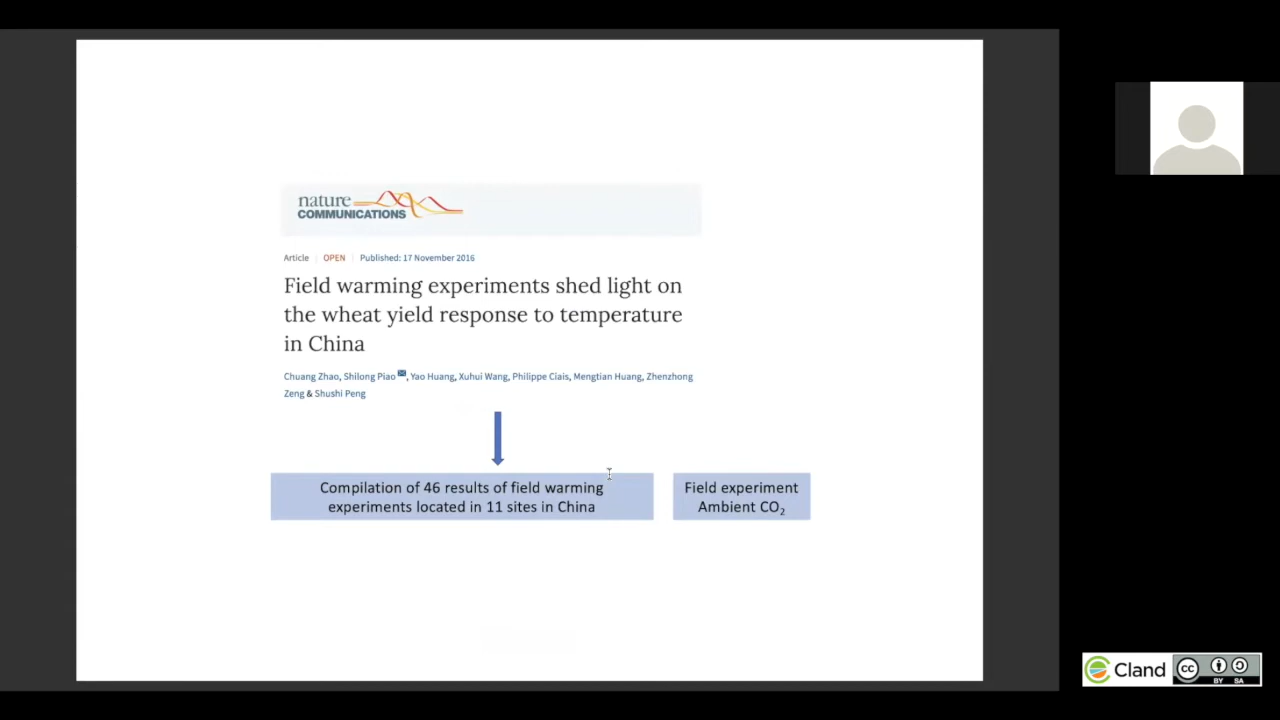 nature
COMMUNICATIONS
Article | OPEN | Published: 17 November 2016
Field warming experiments shed light on
the wheat yield response to temperature
in China
Chuang Zhao, Shilong Piao, Yao Huang, Xuhui Wang, Philippe Ciais, Mengtian Huang, Zhenzhong
Zeng & Shushi Peng
Compilation of 46 results of field warming
experiments located in 11 sites in China
Field experiment
Ambient CO₂
Cland
cc
BY SA